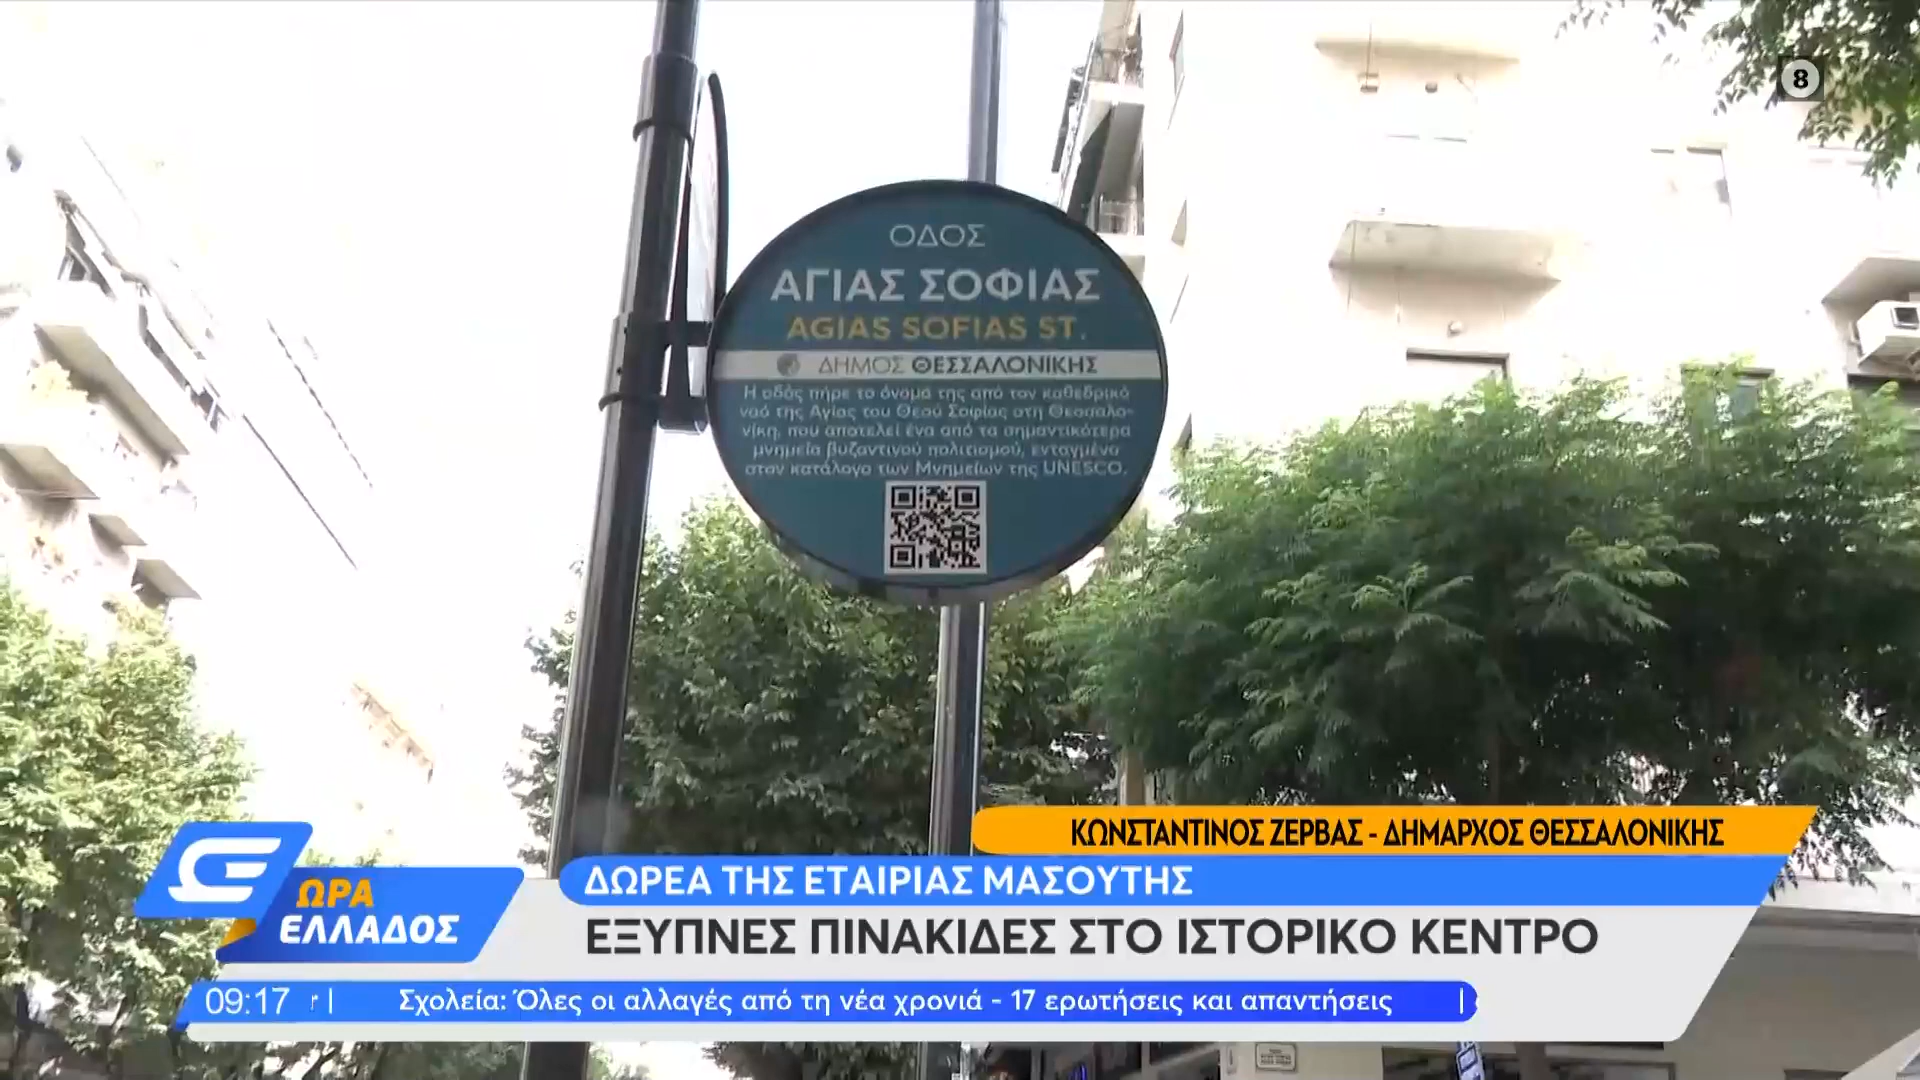 8
ΟΔΟΣ
ΑΓΙΑΣ ΣΟΦΙΑΣ
AGIAS SOFIAS ST.
ΔΗΜΟΣ ΘΕΣΣΑΛΟΝΙΚΗΣ
Η οδός πήρε το όνομά της από τον καθεδρικό
ναό της Αγίας του Θεού Σοφίας στη Θεσσαλο-
νίκη, που αποτελεί ένα από τα σημαντικότερα
μνημεία βυζαντινού πολιτισμού, ενταγμένο
στον κατάλογο των Μνημείων της UNESCO.
ΚΩΝΣΤΑΝΤΙΝΟΣ ΖΕΡΒΑΣ - ΔΗΜΑΡΧΟΣ ΘΕΣΣΑΛΟΝΙΚΗΣ
ΔΩΡΕΑ ΤΗΣ ΕΤΑΙΡΙΑΣ ΜΑΣΟΥΤΗΣ
ΩΡΑ
ΕΛΛΑΔΟΣ
ΕΞΥΠΝΕΣ ΠΙΝΑΚΙΔΕΣ ΣΤΟ ΙΣΤΟΡΙΚΟ ΚΕΝΤΡΟ
09:17 Σχολεία: Όλες οι αλλαγές από τη νέα χρονιά - 17 ερωτήσεις και απαντήσεις